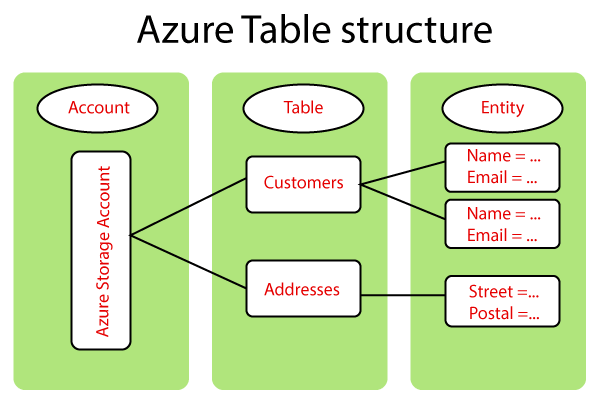 Azure Table structure
Account
Table
Entity
Azure Storage Account
Customers
Addresses
Name = ...
Email = ...
Name = ...
Email = ...
Street =...
Postal =...